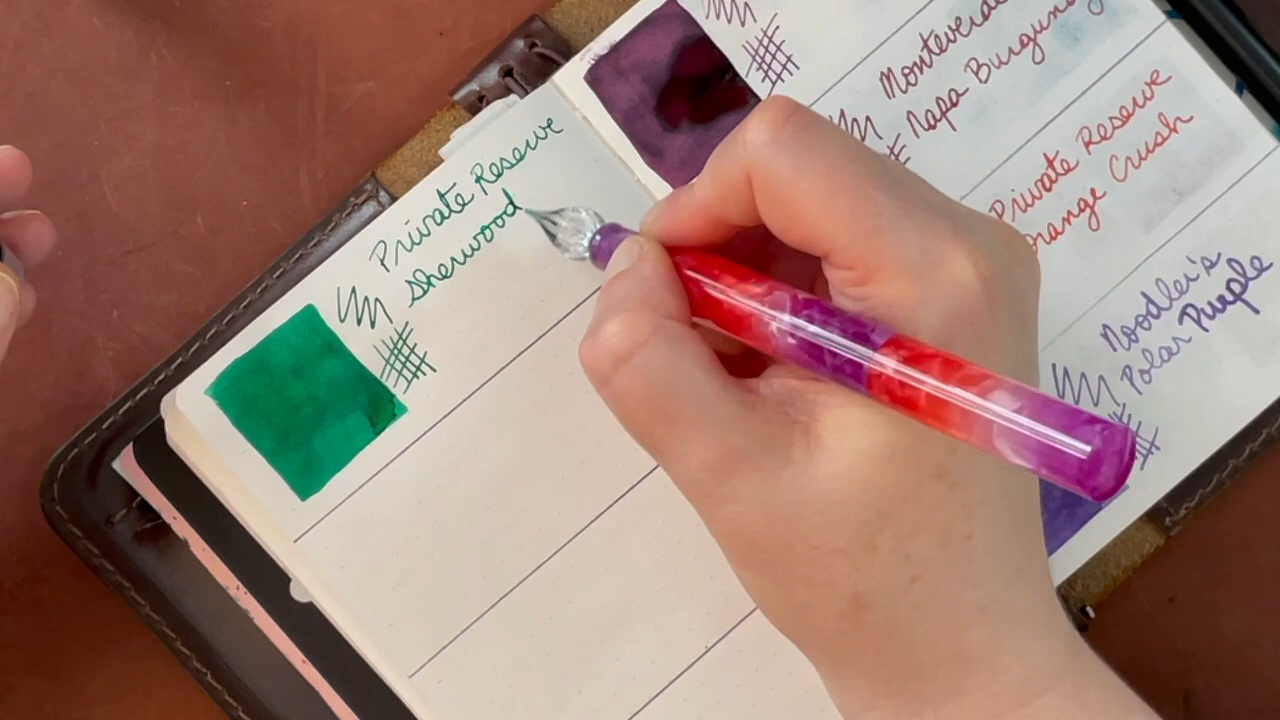 Private Reserve
Sherwood
Monteverde
Napa Burgundy
Private Reserve
Orange Crush
Noodler's
Polar Purple